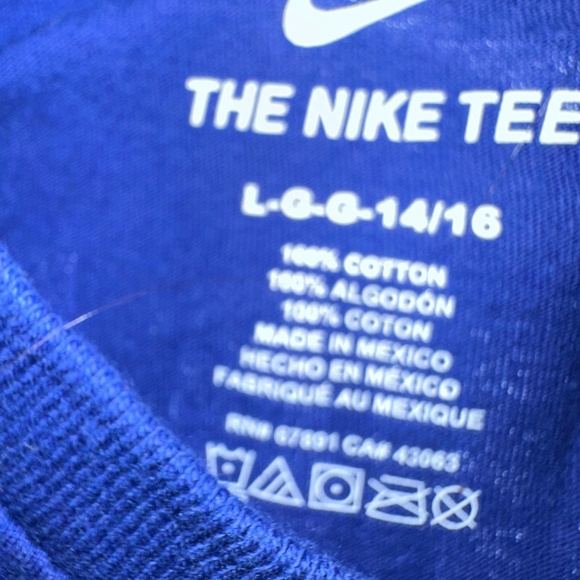 THE NIKE TEE
L-G-G-14/16
100% COTTON
100% ALGODÓN
100% COTON
MADE IN MEXICO
HECHO EN MÉXICO
FABRIQUÉ AU MEXIQUE
RN# 67891 CA# 43063